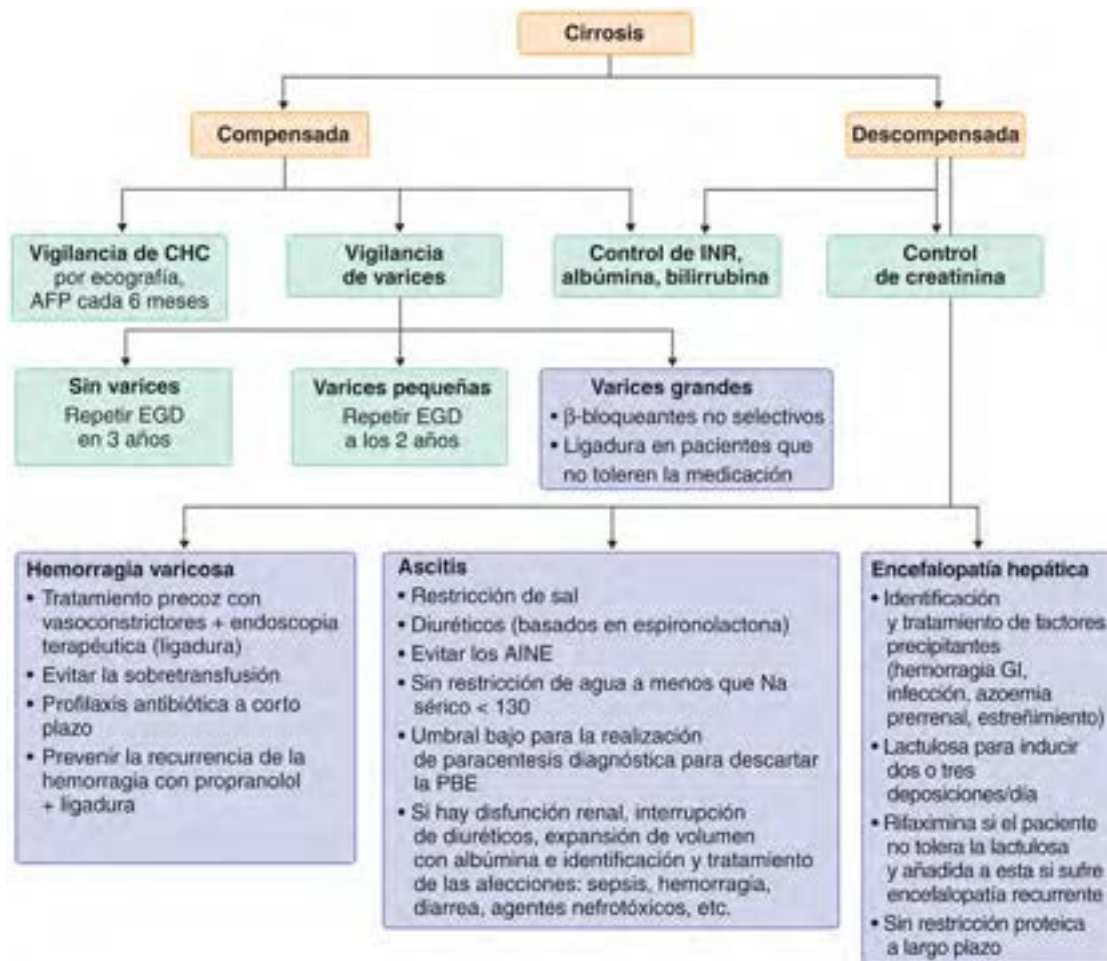 Cirrosis
Compensada
Descompensada
Vigilancia de CHC
por ecografía,
AFP cada 6 meses
Vigilancia
de varices
Control de INR,
albúmina, bilirrubina
Control
de creatinina
Sin varices
Repetir EGD
en 3 años
Varices pequeñas
Repetir EGD
a los 2 años
Varices grandes
• β-bloqueantes no selectivos
• Ligadura en pacientes que
no toleren la medicación
Hemorragia varicosa
• Tratamiento precoz con
vasoconstrictores + endoscopia
terapéutica (ligadura)
• Evitar la sobretransfusión
• Profilaxis antibiótica a corto
plazo
• Prevenir la recurrencia de la
hemorragia con propranolol
+ ligadura
Ascitis
• Restricción de sal
• Diuréticos (basados en espironolactona)
• Evitar los AINE
• Sin restricción de agua a menos que Na
sérico < 130
• Umbral bajo para la realización
de paracentesis diagnóstica para descartar
la PBE
• Si hay disfunción renal, interrupción
de diuréticos, expansión de volumen
con albúmina e identificación y tratamiento
de las afecciones: sepsis, hemorragia,
diarrea, agentes nefrotóxicos, etc.
Encefalopatía hepática
• Identificación
y tratamiento de factores
precipitantes
(hemorragia GI,
infección, azoemia
prerrenal, estreñimiento)
• Lactulosa para inducir
dos o tres
deposiciones/día
• Rifaximina si el paciente
no tolera la lactulosa
y añadida a esta si sufre
encefalopatía recurrente
• Sin restricción proteica
a largo plazo